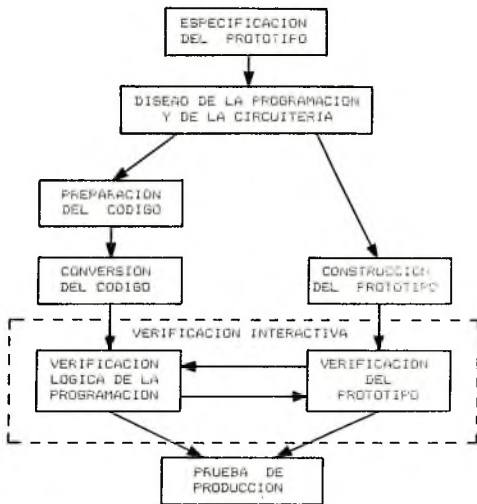 ESPECIFICACION
DEL PROTOTIPO
DISEÑO DE LA PROGRAMACION
Y DE LA CIRCUITERIA
PREPARACION
DEL CODIGO
CONVERSION
DEL CODIGO
CONSTRUCCION
DEL PROTOTIPO
VERIFICACION INTERACTIVA
VERIFICACION
LOGICA DE LA
PROGRAMACION
VERIFICACION
DEL
PROTOTIPO
PRUEBA DE
PRODUCCION